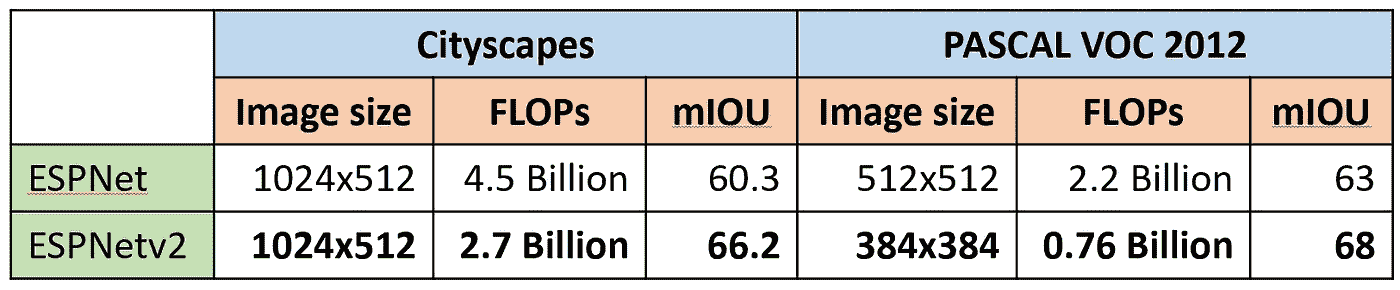 Cityscapes PASCAL VOC 2012
Image size FLOPs mIOU Image size FLOPs mIOU
ESPNet 1024x512 4.5 Billion 60.3 512x512 2.2 Billion 63
ESPNetv2 1024x512 2.7 Billion 66.2 384x384 0.76 Billion 68